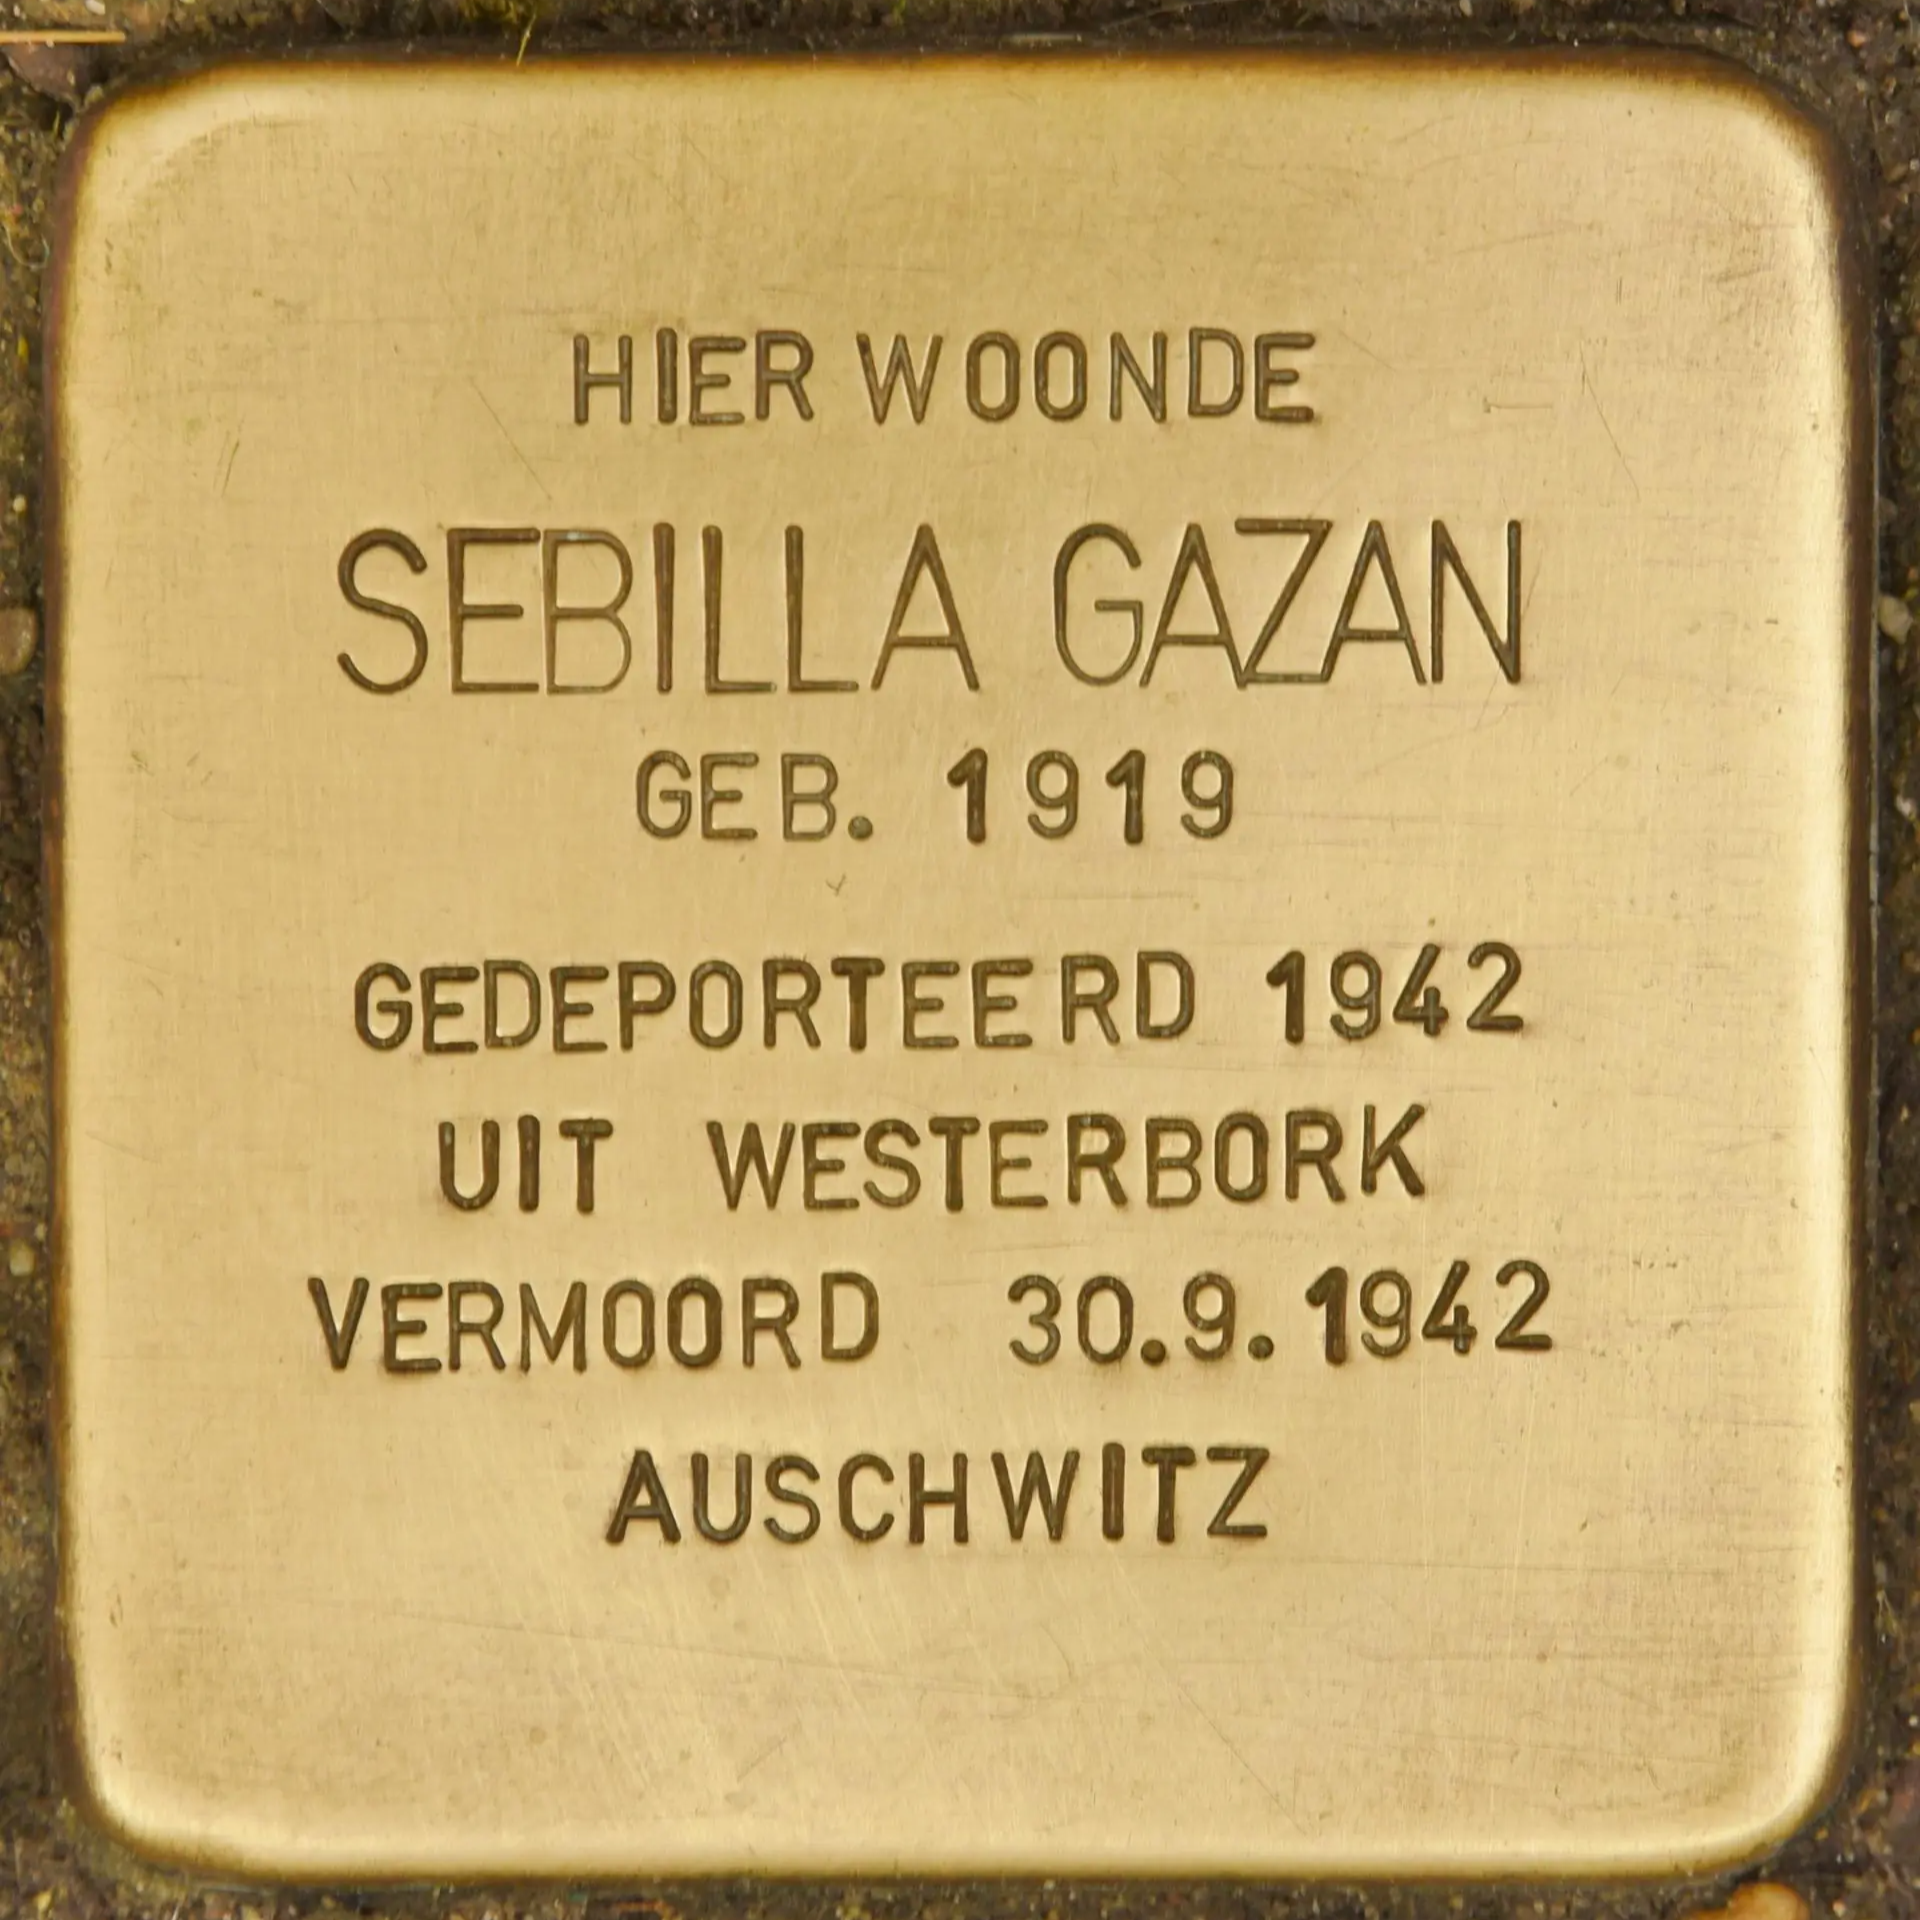 HIER WOONDE
SEBILLA GAZAN
GEB. 1919
GEDEPORTEERD 1942
UIT WESTERBORK
VERMOORD 30.9.1942
AUSCHWITZ